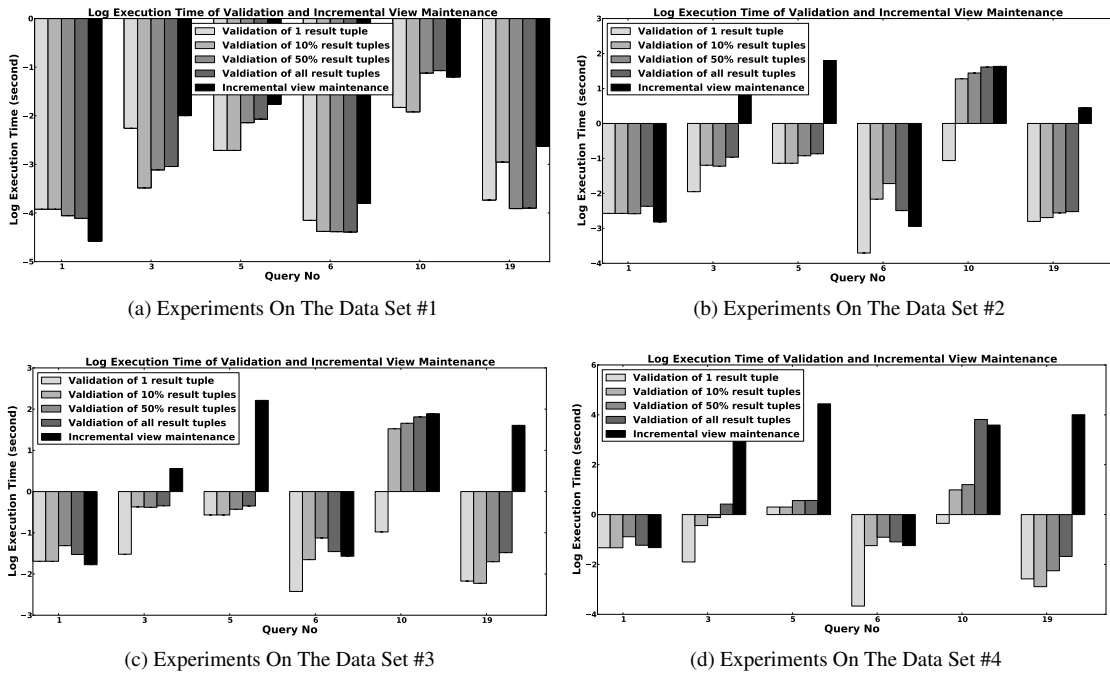 Log Execution Time of Validation and Incremental View Maintenance
Validation of 1 result tuple
Valdiation of 10% result tuples
Valdiation of 50% result tuples
Valdiation of all result tuples
Incremental view maintenance
Log Execution Time (second)
0
−1
−2
−3
−4
−5
1 3 5 6 10 19
Query No
(a) Experiments On The Data Set #1
Log Execution Time of Validation and Incremental View Maintenance
Validation of 1 result tuple
Valdiation of 10% result tuples
Valdiation of 50% result tuples
Valdiation of all result tuples
Incremental view maintenance
Log Execution Time (second)
3
2
1
0
−1
−2
−3
−4
1 3 5 6 10 19
Query No
(b) Experiments On The Data Set #2
Log Execution Time of Validation and Incremental View Maintenance
Validation of 1 result tuple
Valdiation of 10% result tuples
Valdiation of 50% result tuples
Valdiation of all result tuples
Incremental view maintenance
Log Execution Time (second)
3
2
1
0
−1
−2
−3
1 3 5 6 10 19
Query No
(c) Experiments On The Data Set #3
Log Execution Time of Validation and Incremental View Maintenance
Validation of 1 result tuple
Valdiation of 10% result tuples
Valdiation of 50% result tuples
Valdiation of all result tuples
Incremental view maintenance
Log Execution Time (second)
6
4
2
0
−2
−4
1 3 5 6 10 19
Query No
(d) Experiments On The Data Set #4